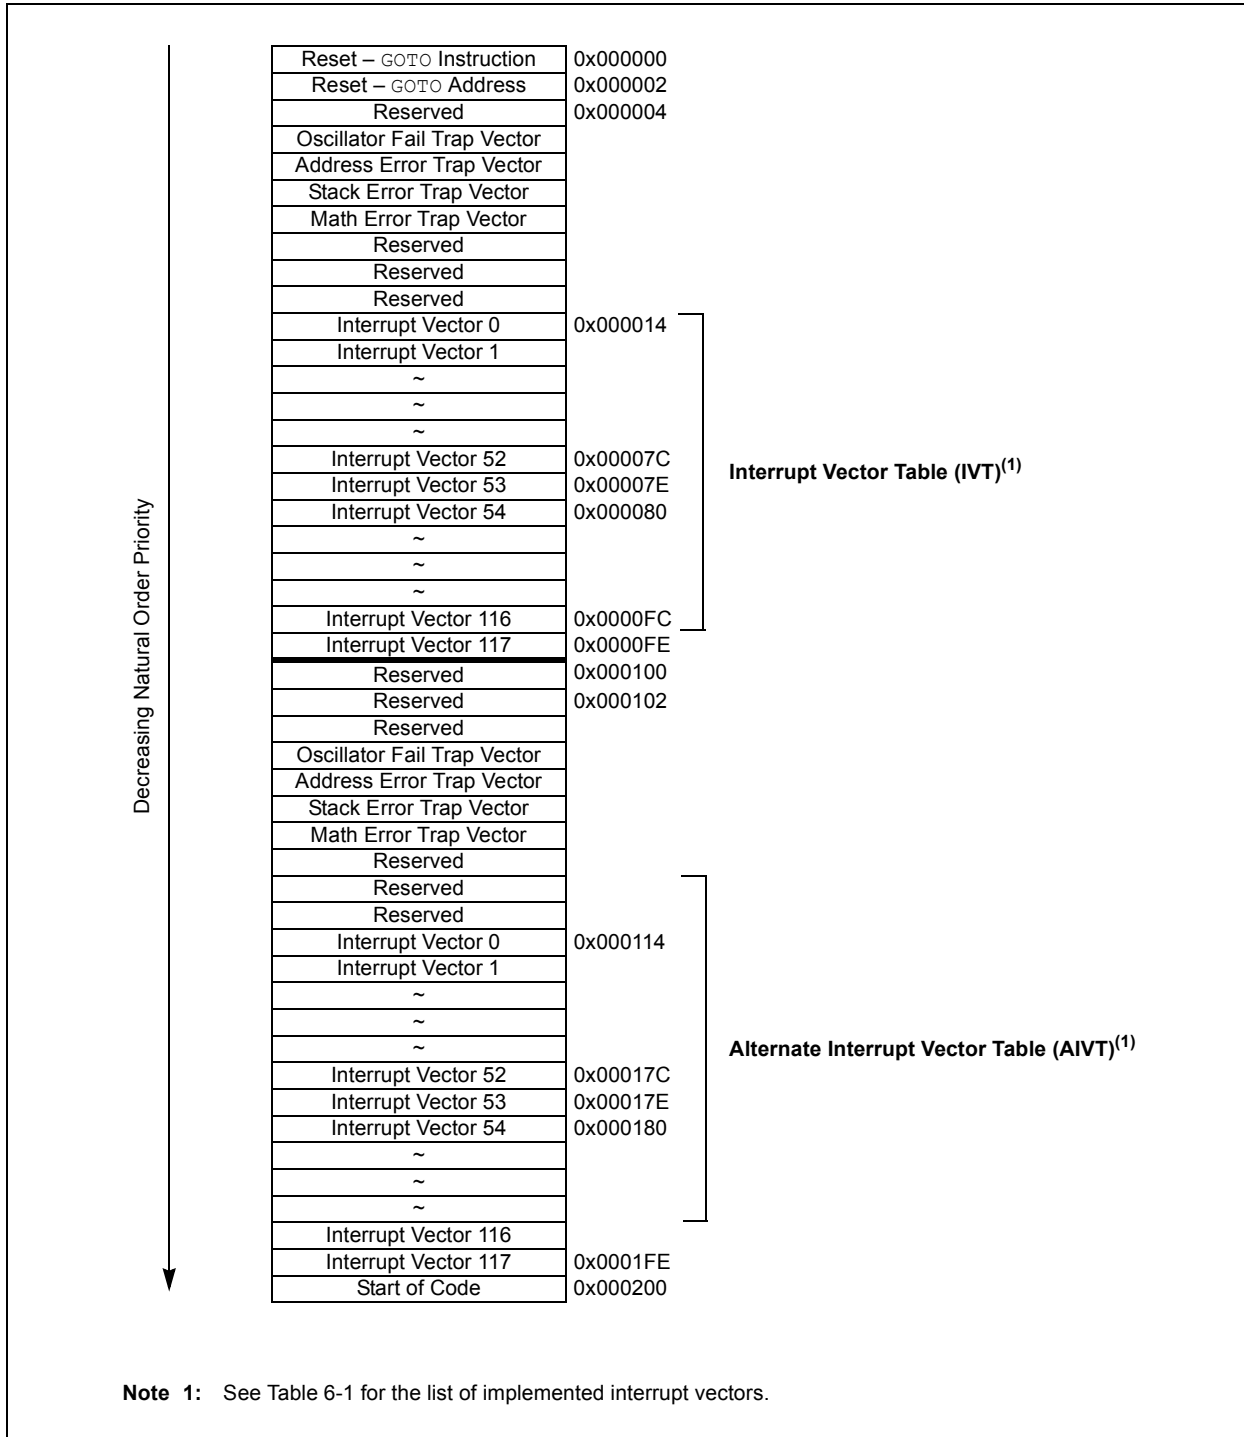 Reset – GOTO Instruction 0x000000
Reset – GOTO Address 0x000002
Reserved 0x000004
Oscillator Fail Trap Vector
Address Error Trap Vector
Stack Error Trap Vector
Math Error Trap Vector
Reserved
Reserved
Reserved
Interrupt Vector 0 0x000014
Interrupt Vector 1
~
~
~
Interrupt Vector 52 0x00007C
Interrupt Vector Table (IVT)(1)
Interrupt Vector 53 0x00007E
Interrupt Vector 54 0x000080
~
~
~
Interrupt Vector 116 0x0000FC
Interrupt Vector 117 0x0000FE
Decreasing Natural Order Priority
Reserved 0x000100
Reserved 0x000102
Reserved
Oscillator Fail Trap Vector
Address Error Trap Vector
Stack Error Trap Vector
Math Error Trap Vector
Reserved
Reserved
Reserved
Interrupt Vector 0 0x000114
Interrupt Vector 1
~
~
~
Alternate Interrupt Vector Table (AIVT)(1)
Interrupt Vector 52 0x00017C
Interrupt Vector 53 0x00017E
Interrupt Vector 54 0x000180
~
~
~
Interrupt Vector 116
Interrupt Vector 117 0x0001FE
Start of Code 0x000200
Note 1: See Table 6-1 for the list of implemented interrupt vectors.